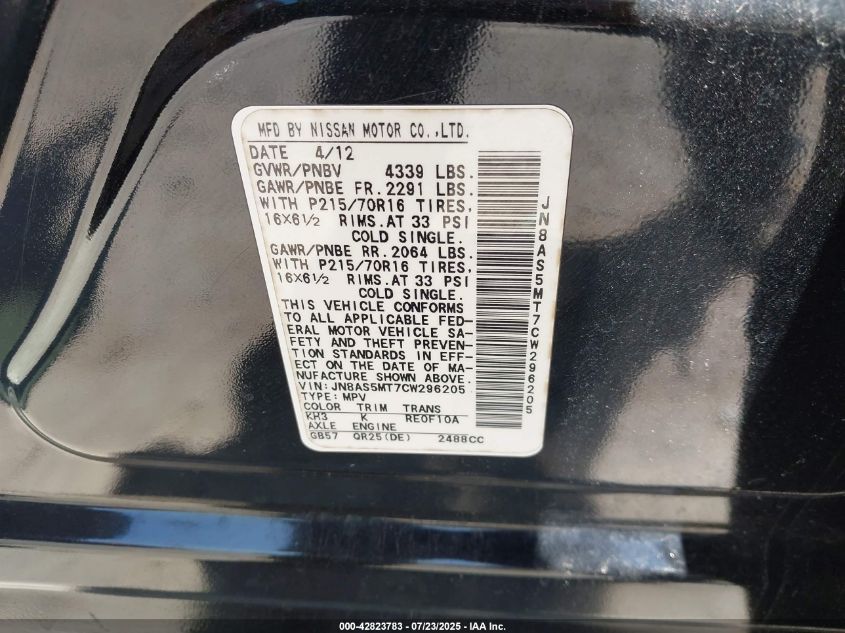 MFD BY NISSAN MOTOR CO.,LTD.
DATE 4/12
GVWR/PNBV 4339 LBS.
GAWR/PNBE FR.2291 LBS.
WITH P215/70R16 TIRES,
16X6½ RIMS.AT 33 PSI
COLD SINGLE.
GAWR/PNBE RR.2064 LBS.
WITH P215/70R16 TIRES,
16X6½ RIMS.AT 33 PSI
COLD SINGLE.
THIS VEHICLE CONFORMS
TO ALL APPLICABLE FED-
ERAL MOTOR VEHICLE SA-
FETY AND THEFT PREVEN-
TION STANDARDS IN EFF-
ECT ON THE DATE OF MA-
NUFACTURE SHOWN ABOVE.
VIN: JN8AS5MT7CW296205
TYPE: MPV
COLOR TRIM TRANS
KH3 K RE0F10A
AXLE ENGINE
GB57 QR25(DE) 2488CC
JN8AS5MT7CW296205
000-42823783 - 07/23/2025 - IAA Inc.